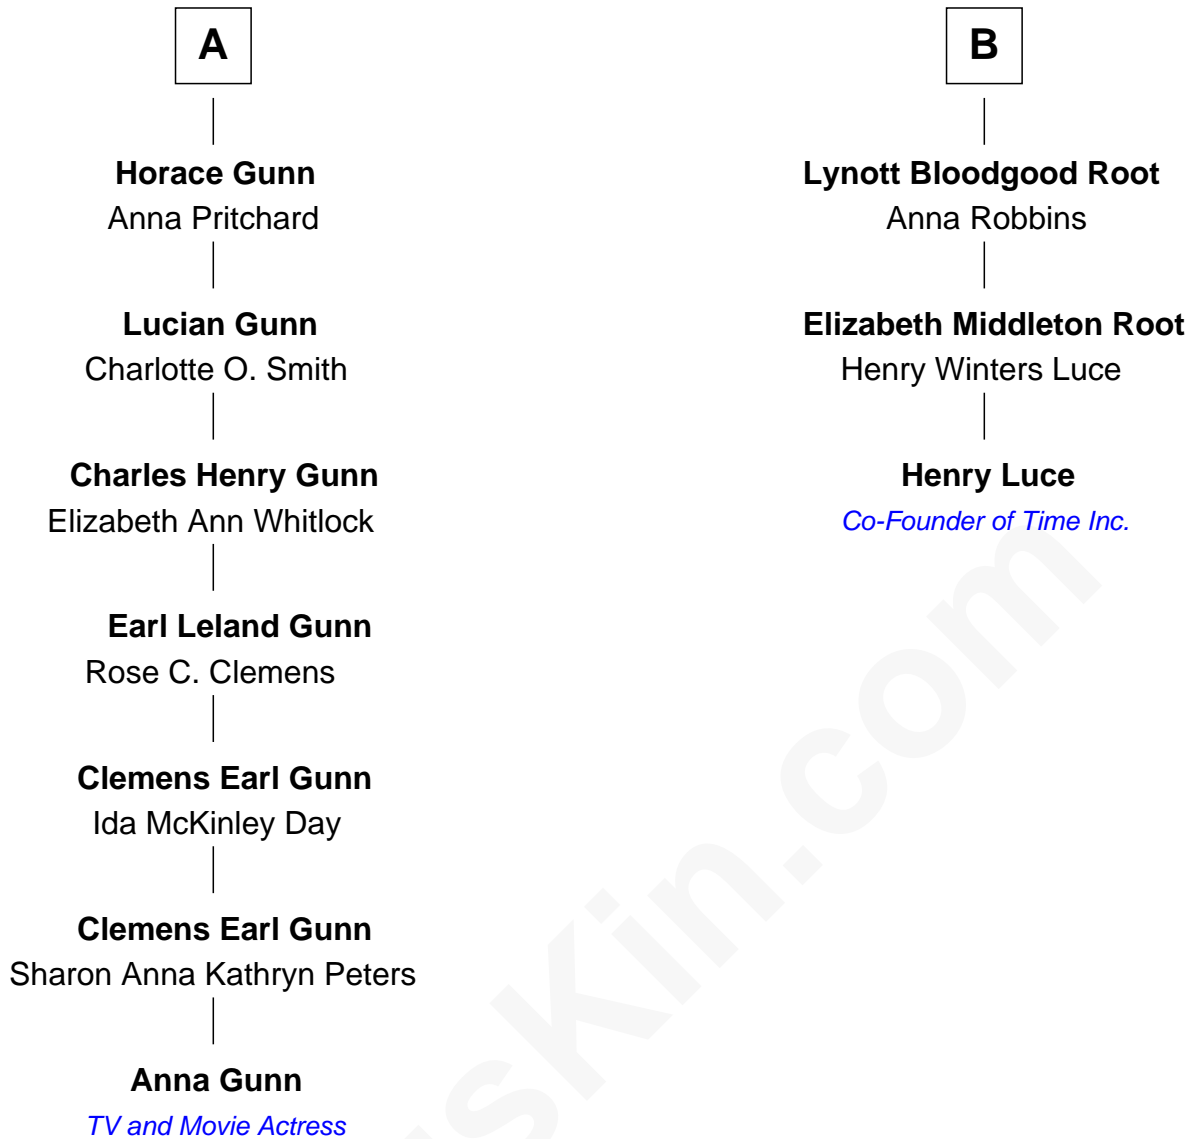 A
Horace Gunn
Anna Pritchard
Lucian Gunn
Charlotte O. Smith
Charles Henry Gunn
Elizabeth Ann Whitlock
Earl Leland Gunn
Rose C. Clemens
Clemens Earl Gunn
Ida McKinley Day
Clemens Earl Gunn
Sharon Anna Kathryn Peters
Anna Gunn
TV and Movie Actress
B
Lynott Bloodgood Root
Anna Robbins
Elizabeth Middleton Root
Henry Winters Luce
Henry Luce
Co-Founder of Time Inc.
sKin.com